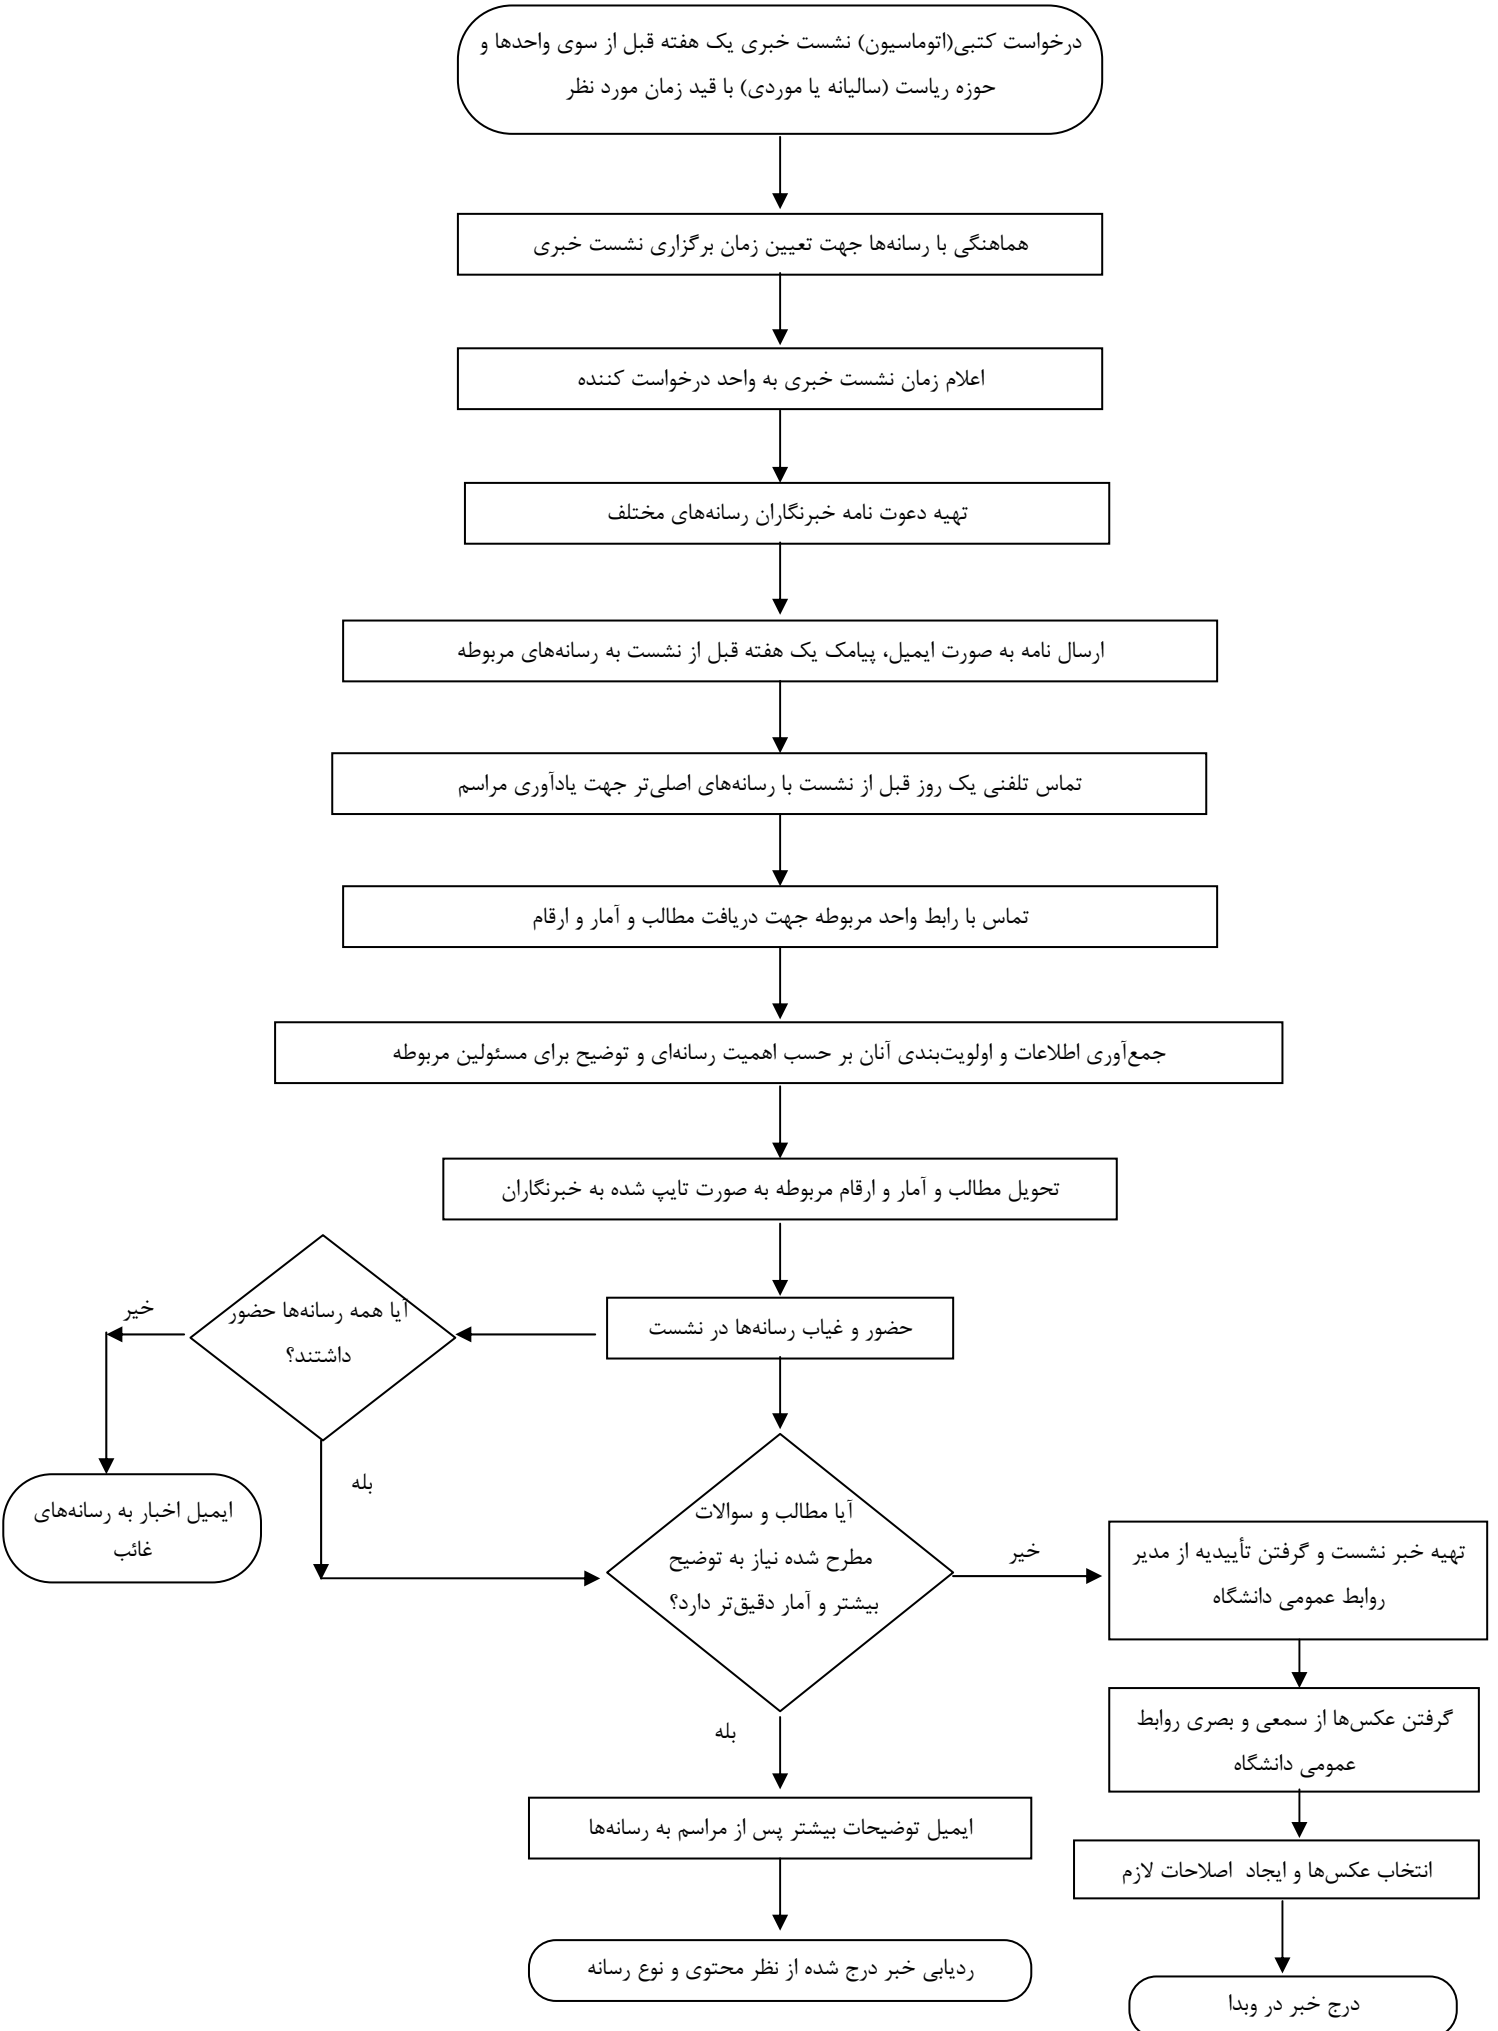 درخواست کتبی(اتوماسیون) نشست خبری یک هفته قبل از سوی واحدها و
حوزه ریاست (سالیانه یا موردی) با قید زمان مورد نظر
هماهنگی با رسانه‌ها جهت تعیین زمان برگزاری نشست خبری
اعلام زمان نشست خبری به واحد درخواست کننده
تهیه دعوت نامه خبرنگاران رسانه‌های مختلف
ارسال نامه به صورت ایمیل، پیامک یک هفته قبل از نشست به رسانه‌های مربوطه
تماس تلفنی یک روز قبل از نشست با رسانه‌های اصلی‌تر جهت یادآوری مراسم
تماس با رابط واحد مربوطه جهت دریافت مطالب و آمار و ارقام
جمع‌آوری اطلاعات و اولویت‌بندی آنان بر حسب اهمیت رسانه‌ای و توضیح برای مسئولین مربوطه
تحویل مطالب و آمار و ارقام مربوطه به صورت تایپ شده به خبرنگاران
حضور و غیاب رسانه‌ها در نشست
آیا همه رسانه‌ها حضور
داشتند؟
خیر
بله
ایمیل اخبار به رسانه‌های
غائب
آیا مطالب و سوالات
مطرح شده نیاز به توضیح
بیشتر و آمار دقیق‌تر دارد؟
خیر
بله
تهیه خبر نشست و گرفتن تأییدیه از مدیر
روابط عمومی دانشگاه
گرفتن عکس‌ها از سمعی و بصری روابط
عمومی دانشگاه
انتخاب عکس‌ها و ایجاد اصلاحات لازم
درج خبر در وبدا
ایمیل توضیحات بیشتر پس از مراسم به رسانه‌ها
ردیابی خبر درج شده از نظر محتوی و نوع رسانه